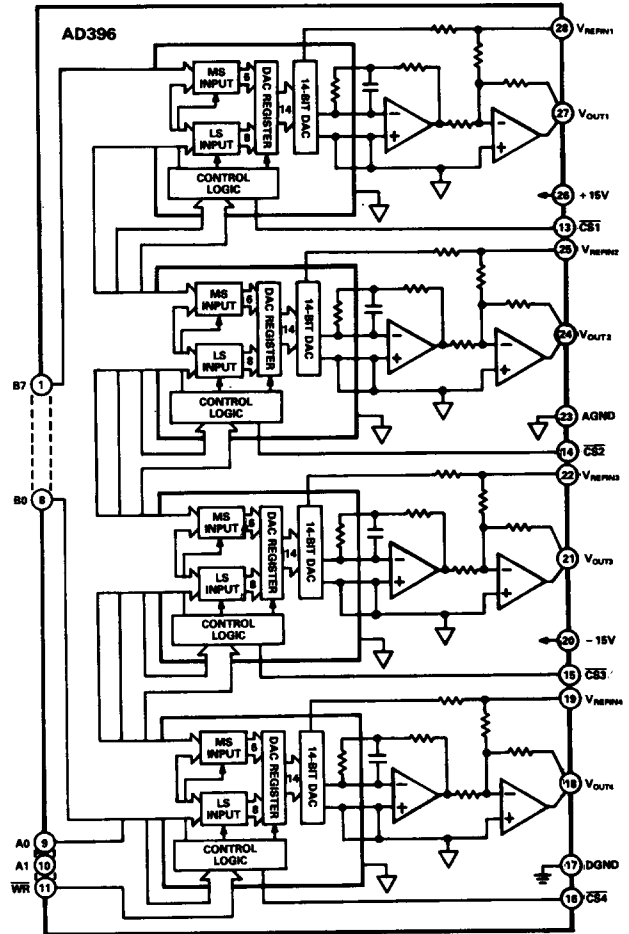 AD396
28 VREFIN1
MS INPUT
6
DAC REGISTER
14
14-BIT DAC
LS INPUT
8
CONTROL LOGIC
−
+
−
+
27 VOUT1
26 +15V
13 CS1
25 VREFIN2
MS INPUT
6
DAC REGISTER
14
14-BIT DAC
LS INPUT
8
CONTROL LOGIC
−
+
−
+
24 VOUT2
B7 1
23 AGND
14 CS2
22 VREFIN3
B0 8
MS INPUT
6
DAC REGISTER
14
14-BIT DAC
LS INPUT
8
CONTROL LOGIC
−
+
−
+
21 VOUT3
20 −15V
15 CS3
19 VREFIN4
MS INPUT
6
DAC REGISTER
14
14-BIT DAC
LS INPUT
8
CONTROL LOGIC
−
+
−
+
18 VOUT4
A0 9
A1 10
WR 11
17 DGND
16 CS4